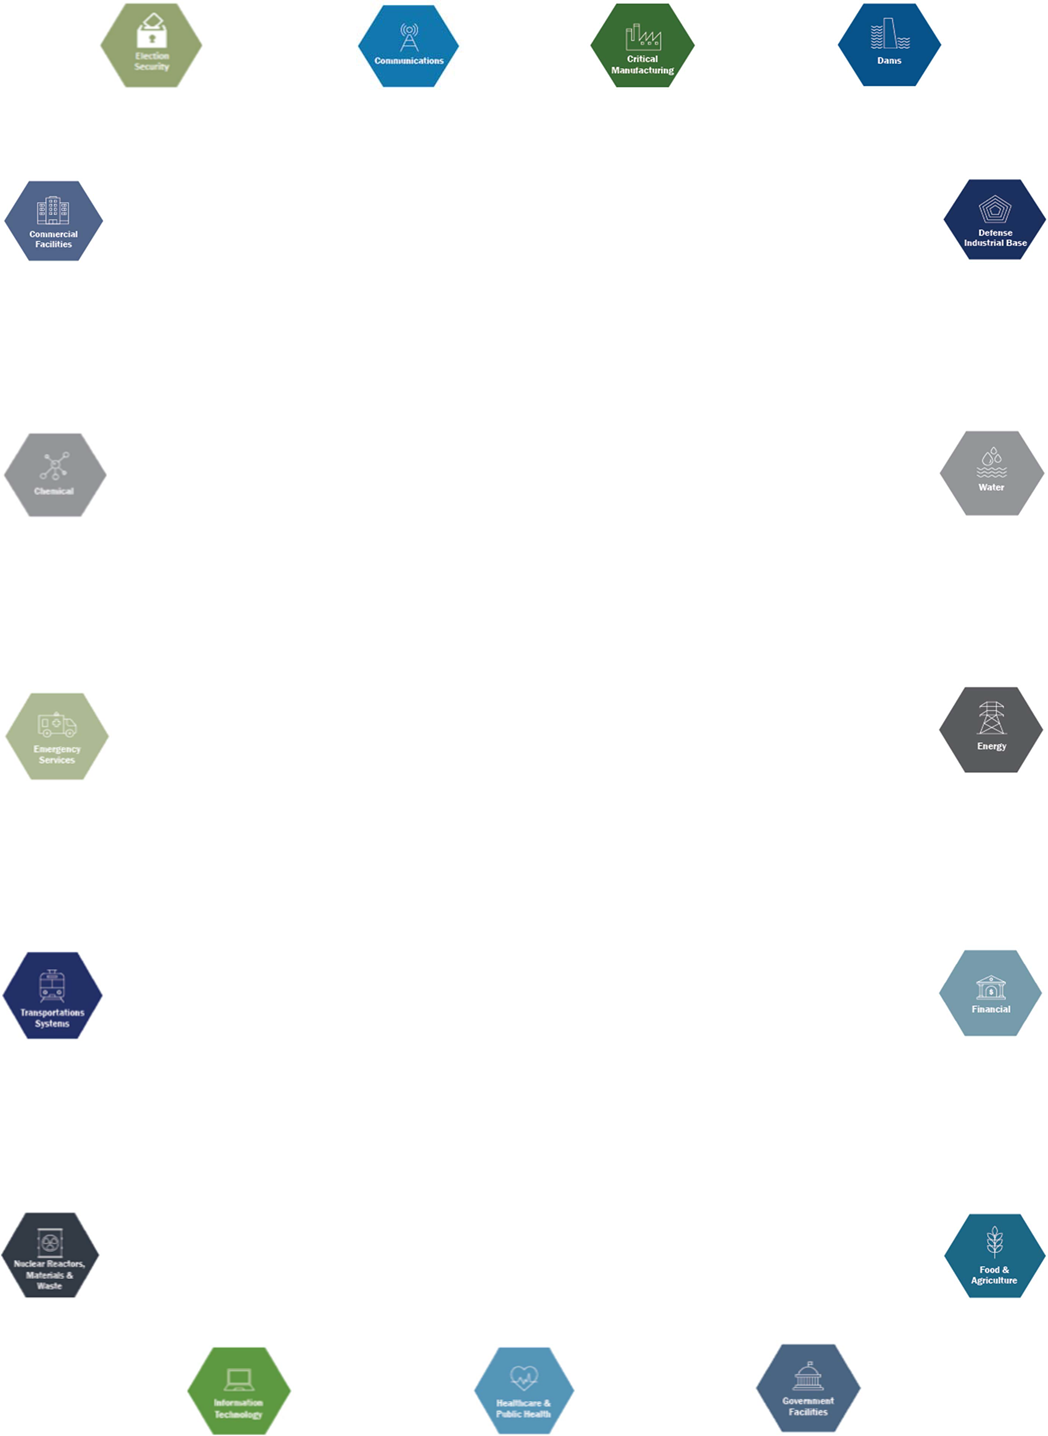 Election
Security
Communications
Critical
Manufacturing
Dams
Commercial
Facilities
Defense
Industrial Base
Chemical
Water
Emergency
Services
Energy
Transportations
Systems
Financial
Nuclear Reactors,
Materials &
Waste
Food &
Agriculture
Information
Technology
Healthcare &
Public Health
Government
Facilities